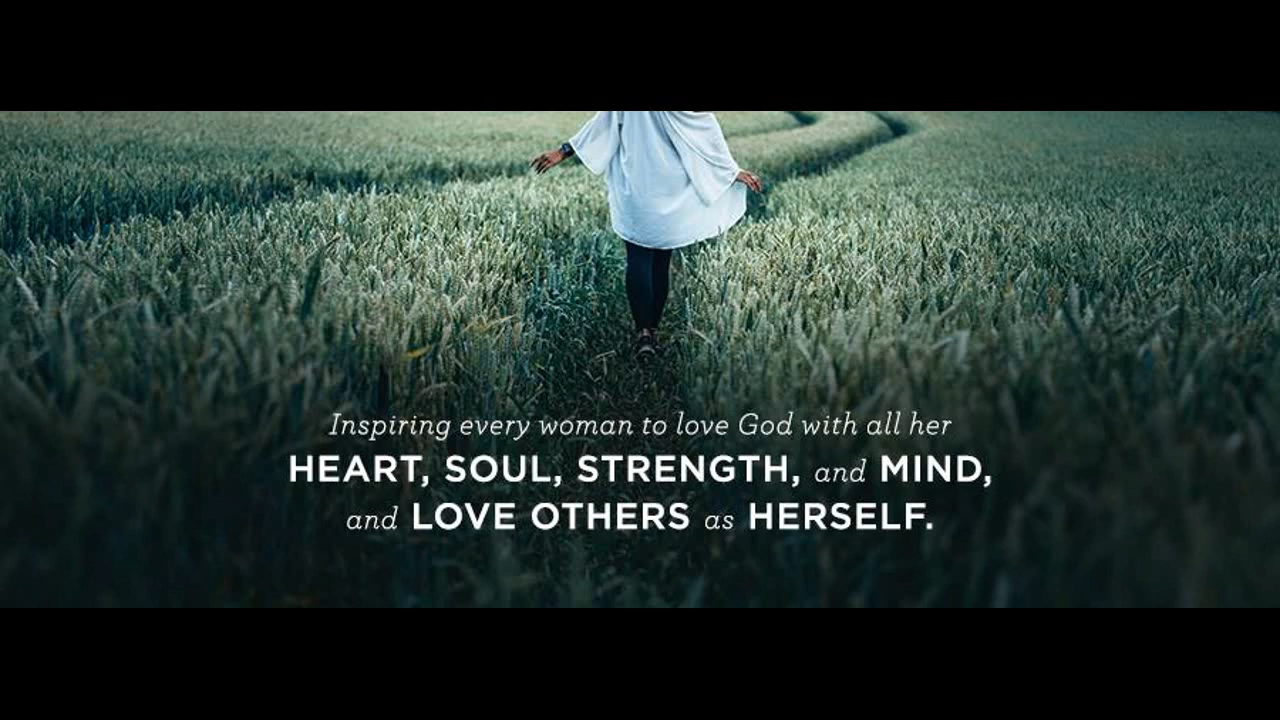 Inspiring every woman to love God with all her
HEART, SOUL, STRENGTH, and MIND,
and LOVE OTHERS as HERSELF.